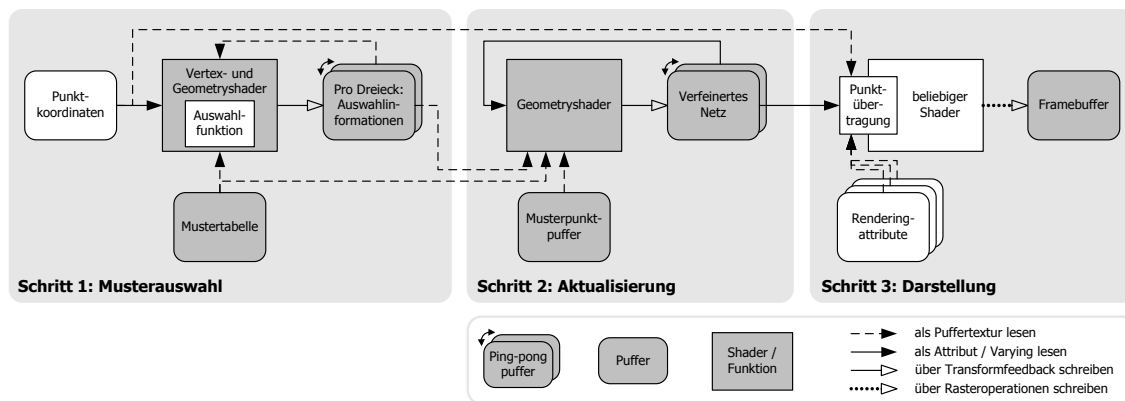 Punkt-
koordinaten
Vertex- und
Geometryshader
Auswahl-
funktion
Pro Dreieck:
Auswahlin-
formationen
Mustertabelle
Schritt 1: Musterauswahl
Geometryshader
Verfeinertes
Netz
Musterpunkt-
puffer
Schritt 2: Aktualisierung
Punkt-
über-
tragung
beliebiger
Shader
Framebuffer
Rendering-
attribute
Schritt 3: Darstellung
Ping-pong
puffer
Puffer
Shader /
Funktion
als Puffertextur lesen
als Attribut / Varying lesen
über Transformfeedback schreiben
über Rasteroperationen schreiben